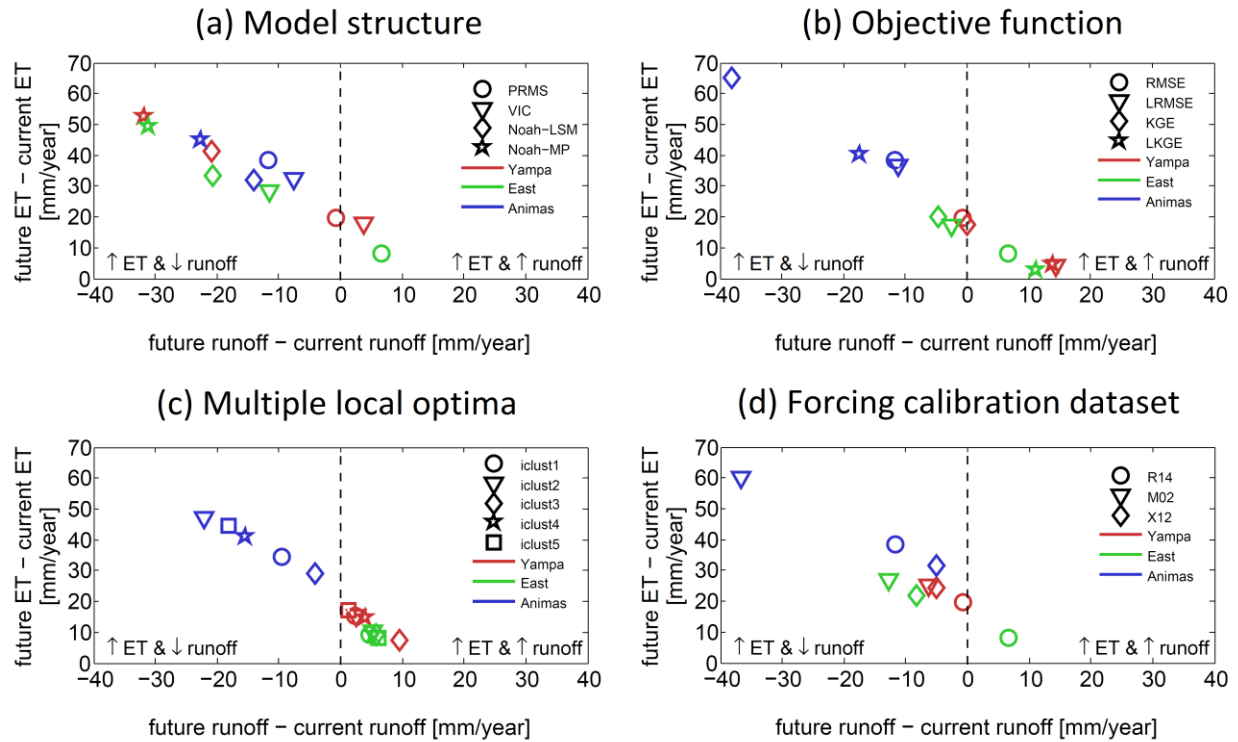 (a) Model structure
future ET − current ET
[mm/year]
70
60
50
40
30
20
10
0
PRMS
VIC
Noah−LSM
Noah−MP
Yampa
East
Animas
↑ ET & ↓ runoff
↑ ET & ↑ runoff
−40 −30 −20 −10 0 10 20 30 40
future runoff − current runoff [mm/year]
(b) Objective function
future ET − current ET
[mm/year]
70
60
50
40
30
20
10
0
RMSE
LRMSE
KGE
LKGE
Yampa
East
Animas
↑ ET & ↓ runoff
↑ ET & ↑ runoff
−40 −30 −20 −10 0 10 20 30 40
future runoff − current runoff [mm/year]
(c) Multiple local optima
future ET − current ET
[mm/year]
70
60
50
40
30
20
10
0
iclust1
iclust2
iclust3
iclust4
iclust5
Yampa
East
Animas
↑ ET & ↓ runoff
↑ ET & ↑ runoff
−40 −30 −20 −10 0 10 20 30 40
future runoff − current runoff [mm/year]
(d) Forcing calibration dataset
future ET − current ET
[mm/year]
70
60
50
40
30
20
10
0
R14
M02
X12
Yampa
East
Animas
↑ ET & ↓ runoff
↑ ET & ↑ runoff
−40 −30 −20 −10 0 10 20 30 40
future runoff − current runoff [mm/year]